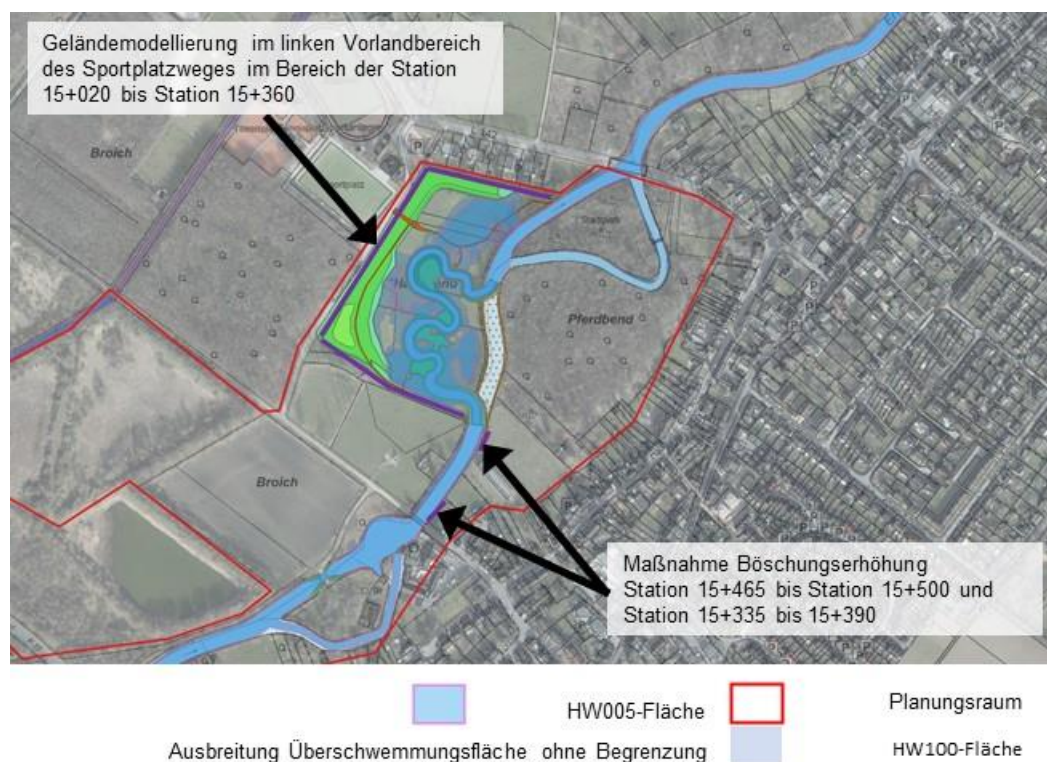 Geländemodellierung im linken Vorlandbereich
des Sportplatzweges im Bereich der Station
15+020 bis Station 15+360
Broich
Pferdbend
Broich
Maßnahme Böschungserhöhung
Station 15+465 bis Station 15+500 und
Station 15+335 bis 15+390
HW005-Fläche
Planungsraum
Ausbreitung Überschwemmungsfläche ohne Begrenzung
HW100-Fläche